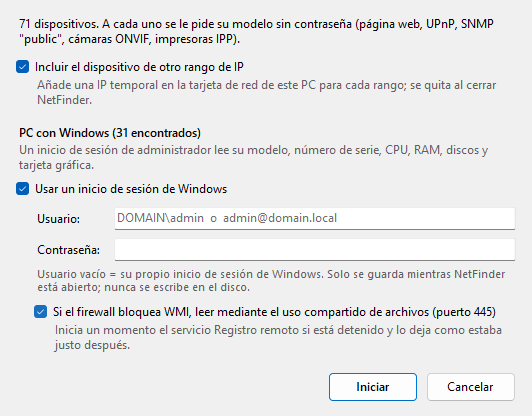 71 dispositivos. A cada uno se le pide su modelo sin contraseña (página web, UPnP, SNMP
"public", cámaras ONVIF, impresoras IPP).
Incluir el dispositivo de otro rango de IP
Añade una IP temporal en la tarjeta de red de este PC para cada rango; se quita al cerrar
NetFinder.
PC con Windows (31 encontrados)
Un inicio de sesión de administrador lee su modelo, número de serie, CPU, RAM, discos y
tarjeta gráfica.
Usar un inicio de sesión de Windows
Usuario:
DOMAIN\admin o admin@domain.local
Contraseña:
Usuario vacío = su propio inicio de sesión de Windows. Solo se guarda mientras NetFinder
está abierto; nunca se escribe en el disco.
Si el firewall bloquea WMI, leer mediante el uso compartido de archivos (puerto 445)
Inicia un momento el servicio Registro remoto si está detenido y lo deja como estaba
justo después.
Iniciar
Cancelar